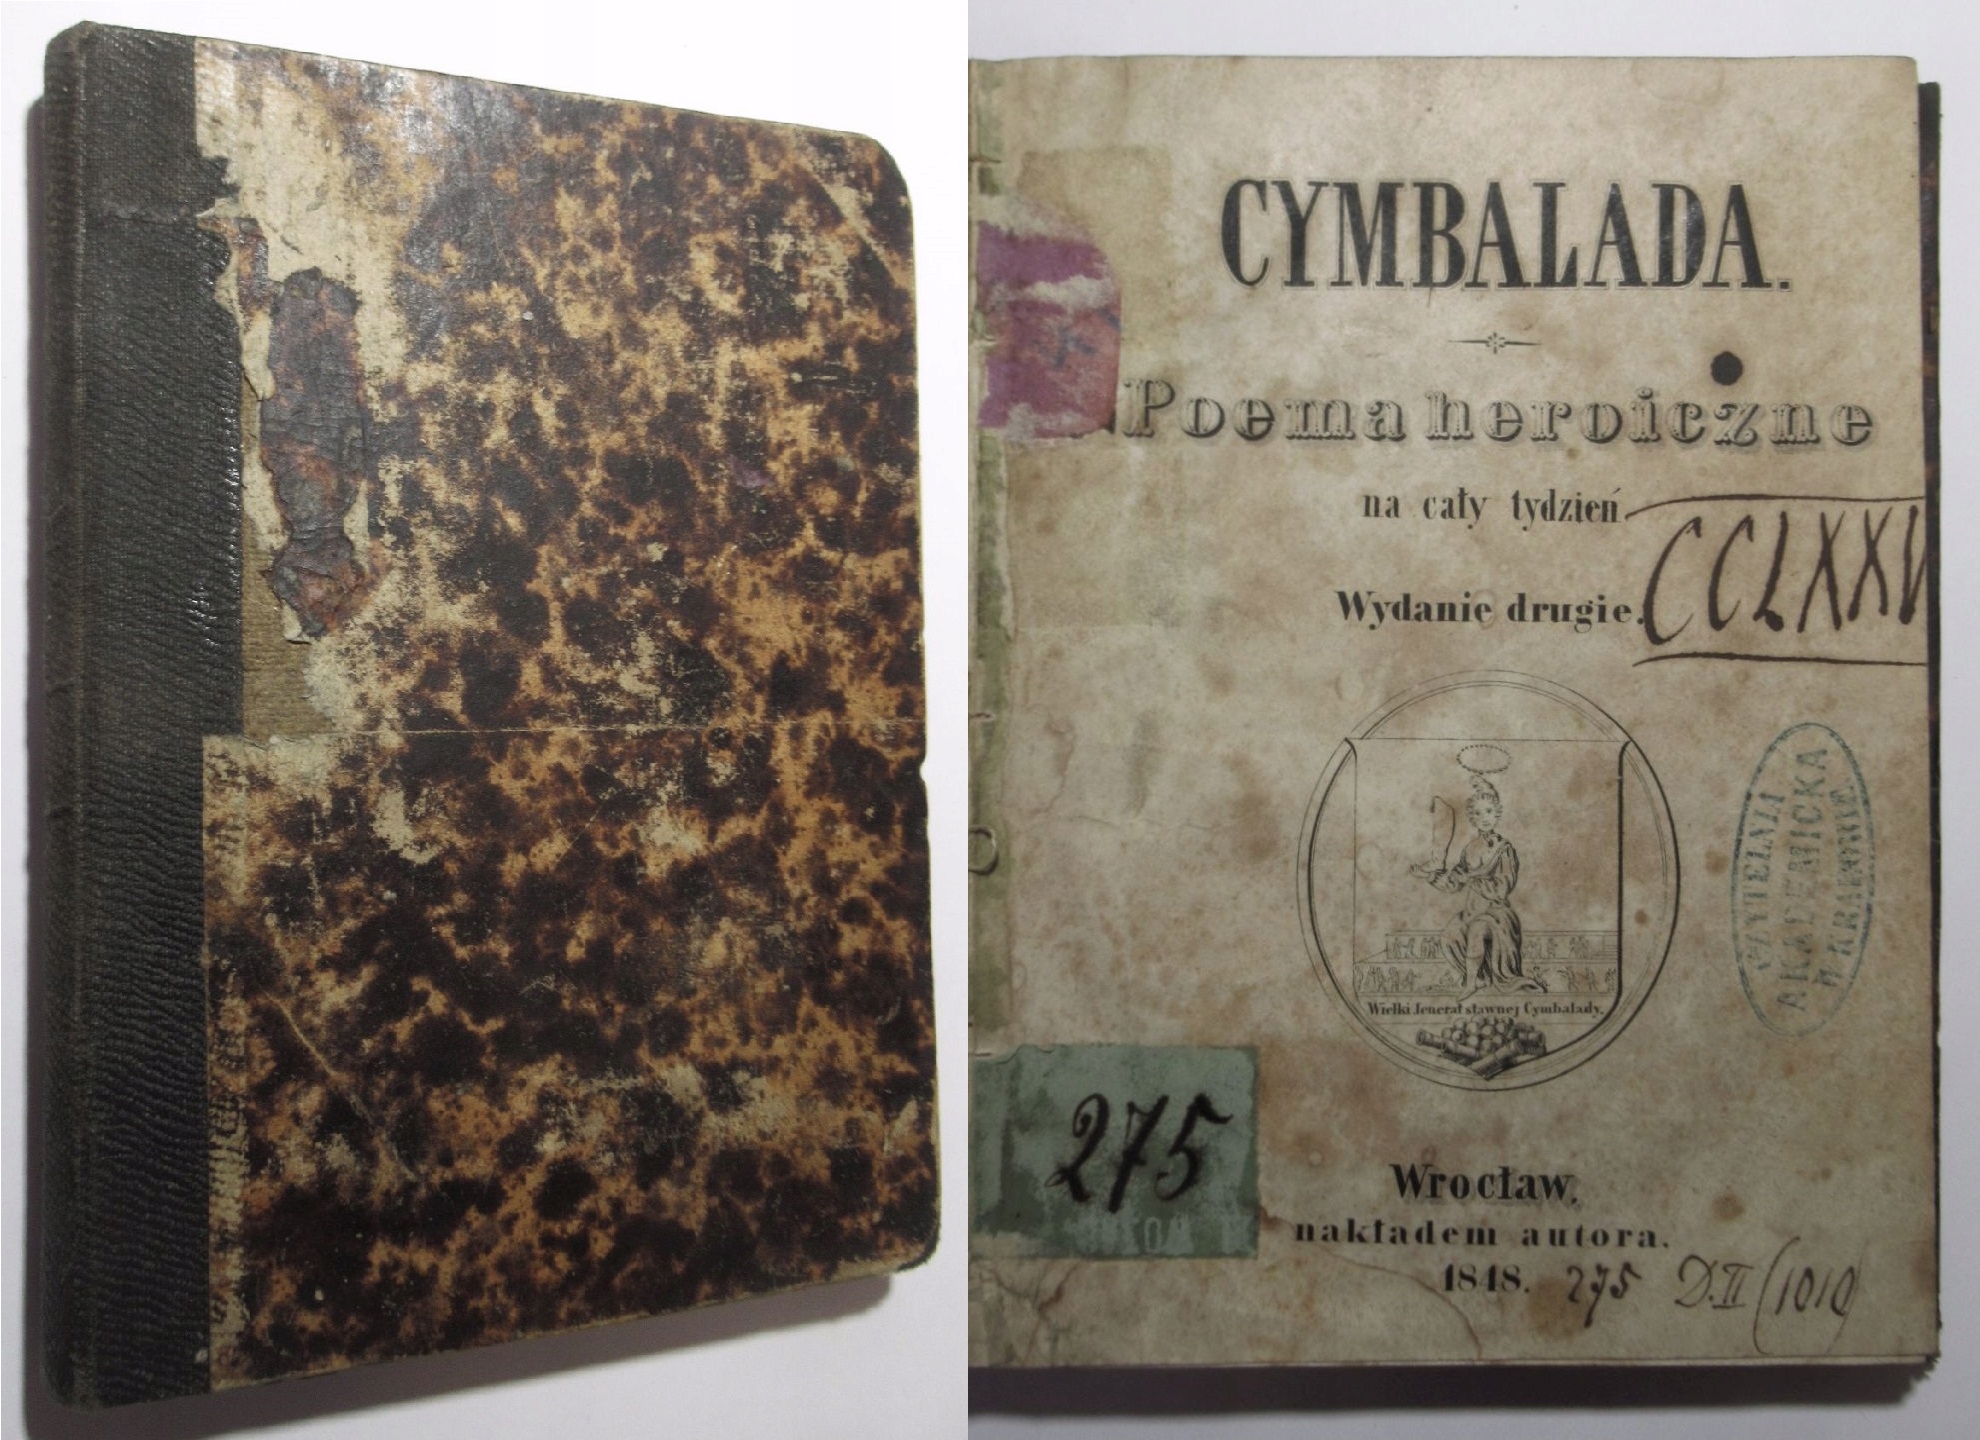 CYMBALADA.
Poema heroiczne
na cały tydzień
CCLXXV
Wydanie drugie.
CZYTELNIA
AKADEMICKA
W KRAKOWIE
Wielki Jenerał sławnej Cymbalady.
275
Wrocław,
nakładem autora.
1848. 275 D.II (1010)